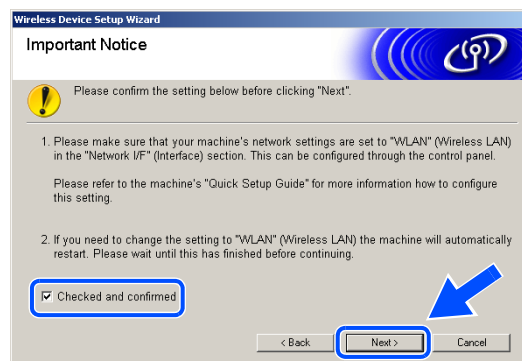 Wireless Device Setup Wizard
Important Notice
Please confirm the setting below before clicking "Next".
1. Please make sure that your machine's network settings are set to "WLAN" (Wireless LAN)
in the "Network I/F" (Interface) section. This can be configured through the control panel.
Please refer to the machine's "Quick Setup Guide" for more information how to configure
this setting.
2. If you need to change the setting to "WLAN" (Wireless LAN) the machine will automatically
restart. Please wait until this has finished before continuing.
Checked and confirmed
< Back
Next >
Cancel